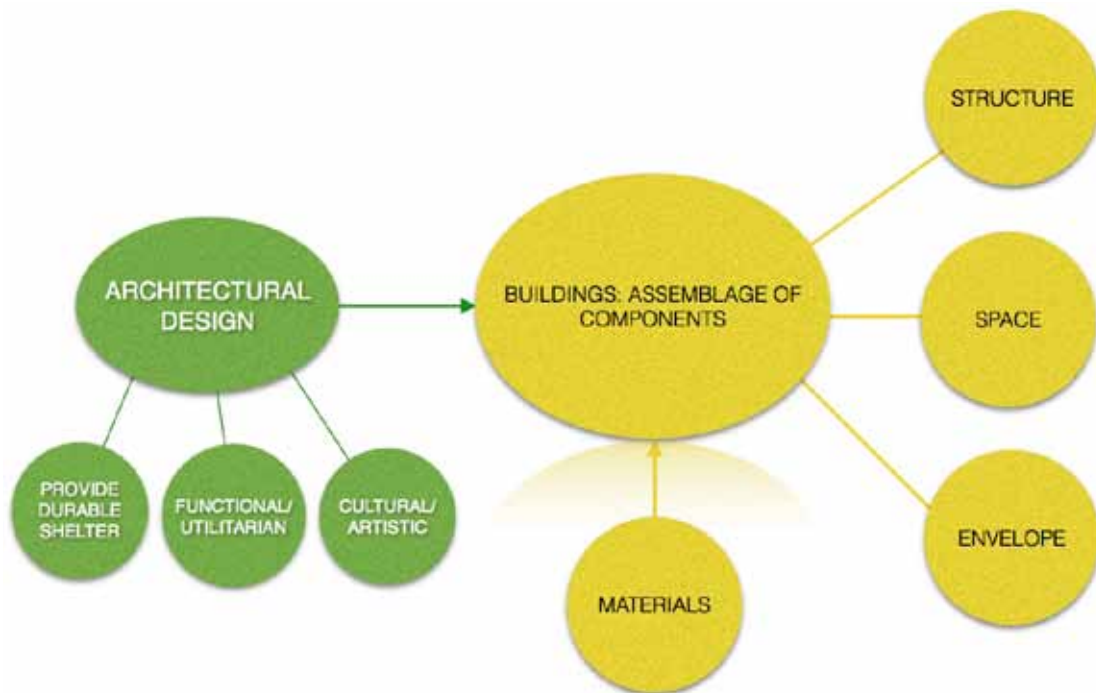 STRUCTURE
ARCHITECTURAL
DESIGN
BUILDINGS: ASSEMBLAGE OF
COMPONENTS
SPACE
PROVIDE
DURABLE
SHELTER
FUNCTIONAL/
UTILITARIAN
CULTURAL/
ARTISTIC
ENVELOPE
MATERIALS